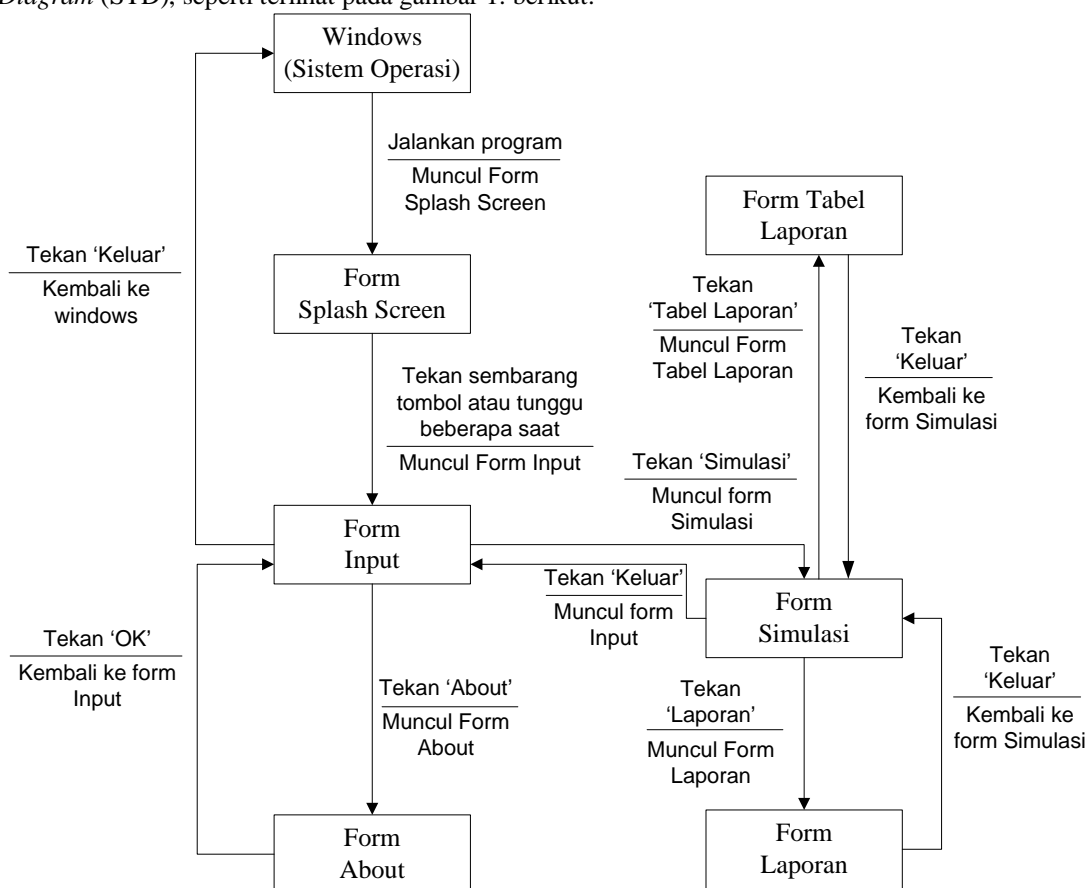 Diagram (STD), seperti terlihat pada gambar 1. berikut:
Windows
(Sistem Operasi)
Jalankan program
Muncul Form
Splash Screen
Form Tabel
Laporan
Tekan ‘Keluar’
Kembali ke
windows
Form
Splash Screen
Tekan
‘Tabel Laporan’
Muncul Form
Tabel Laporan
Tekan
‘Keluar’
Kembali ke
form Simulasi
Tekan sembarang
tombol atau tunggu
beberapa saat
Muncul Form Input
Tekan ‘Simulasi’
Muncul form
Simulasi
Form
Input
Tekan ‘Keluar’
Muncul form
Input
Form
Simulasi
Tekan ‘OK’
Kembali ke form
Input
Tekan ‘About’
Muncul Form
About
Tekan
‘Laporan’
Muncul Form
Laporan
Tekan
‘Keluar’
Kembali ke
form Simulasi
Form
About
Form
Laporan